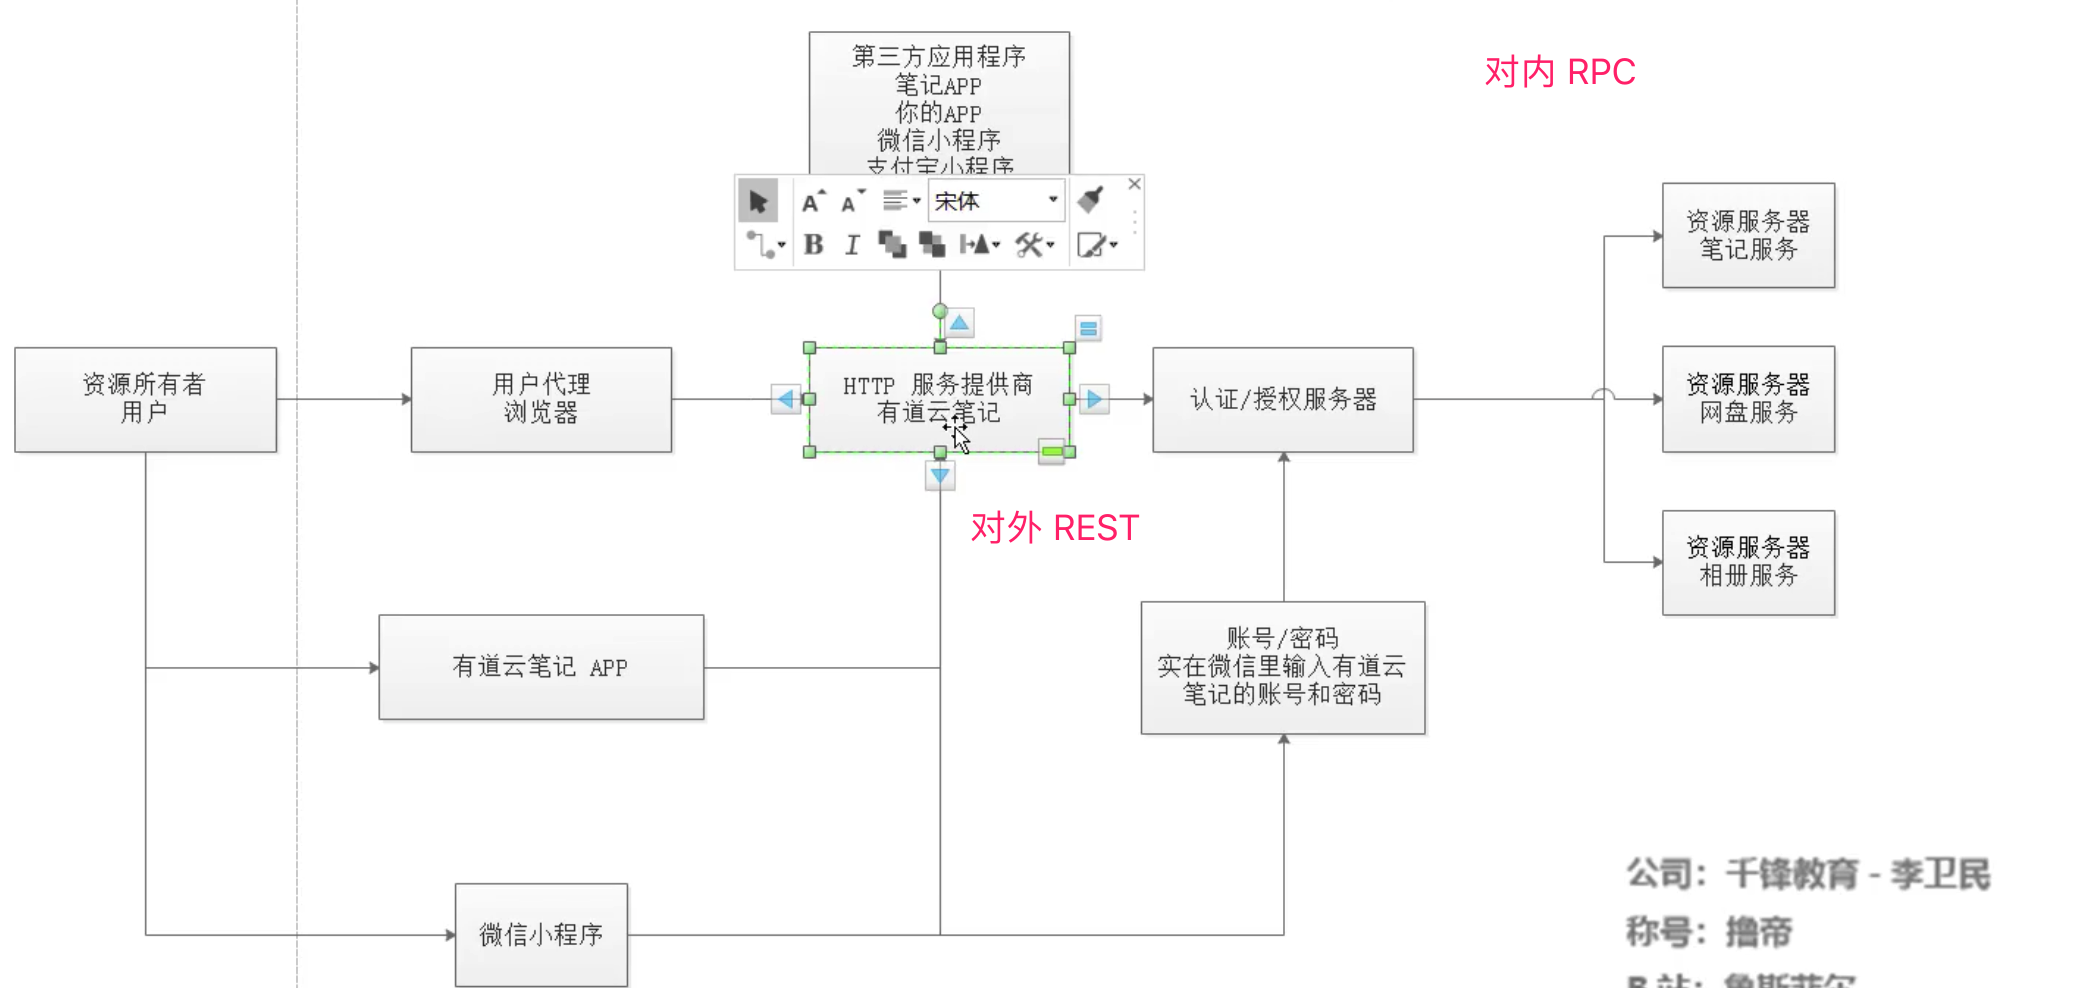 第三方应用程序
笔记APP
你的APP
微信小程序
支付宝小程序
对内 RPC
宋体
B I
资源服务器
笔记服务
资源所有者
用户
用户代理
浏览器
HTTP 服务提供商
有道云笔记
认证/授权服务器
资源服务器
网盘服务
对外 REST
资源服务器
相册服务
有道云笔记 APP
账号/密码
实在微信里输入有道云
笔记的账号和密码
微信小程序
公司：千锋教育 - 李卫民
称号：撸帝
B 站：鲁斯菲尔